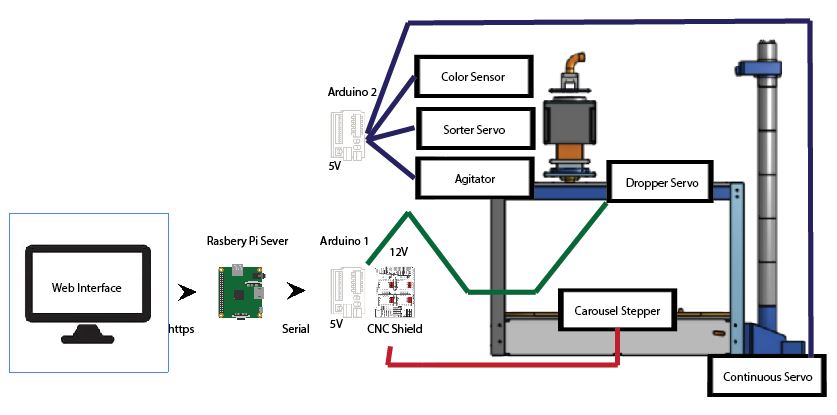 Color Sensor
Arduino 2
Sorter Servo
5V
Agitator
Dropper Servo
Rasbery Pi Sever
Arduino 1
12V
Web Interface
Carousel Stepper
https
Serial
5V
CNC Shield
Continuous Servo